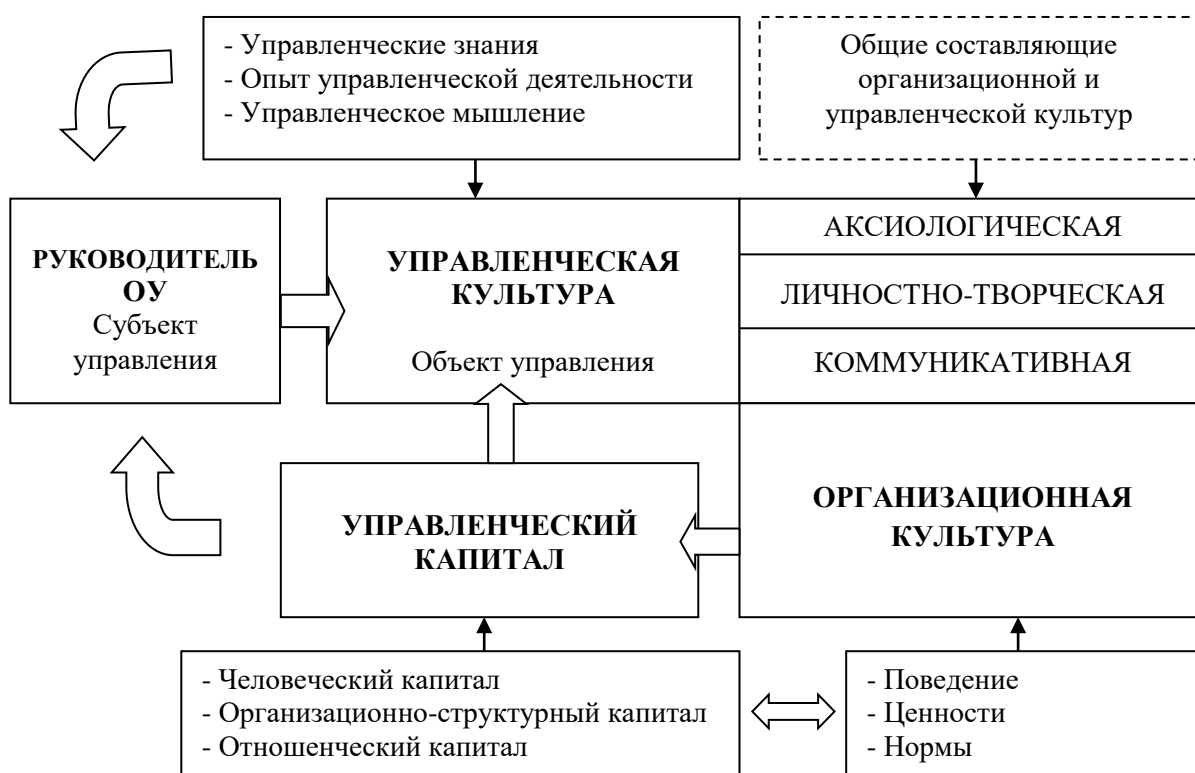 - Управленческие знания
- Опыт управленческой деятельности
- Управленческое мышление
Общие составляющие
организационной и
управленческой культур
РУКОВОДИТЕЛЬ
ОУ
Субъект
управления
УПРАВЛЕНЧЕСКАЯ
КУЛЬТУРА
Объект управления
АКСИОЛОГИЧЕСКАЯ
ЛИЧНОСТНО-ТВОРЧЕСКАЯ
КОММУНИКАТИВНАЯ
УПРАВЛЕНЧЕСКИЙ
КАПИТАЛ
ОРГАНИЗАЦИОННАЯ
КУЛЬТУРА
- Человеческий капитал
- Организационно-структурный капитал
- Отношенческий капитал
- Поведение
- Ценности
- Нормы